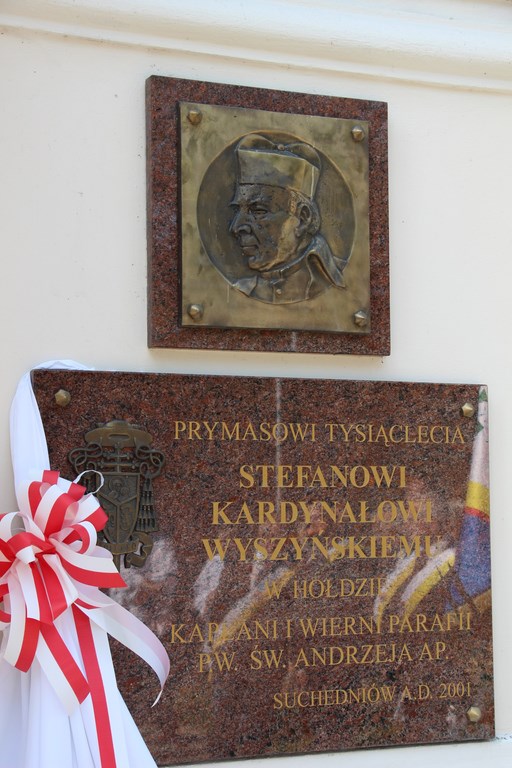 PRYMASOWI TYSIĄCLECIA
STEFANOWI
KARDYNAŁOWI
WYSZYŃSKIEMU
W HOŁDZIE
KAPŁANI I WIERNI PARAFII
P.W. ŚW. ANDRZEJA AP.
SUCHEDNIÓW A.D. 2001